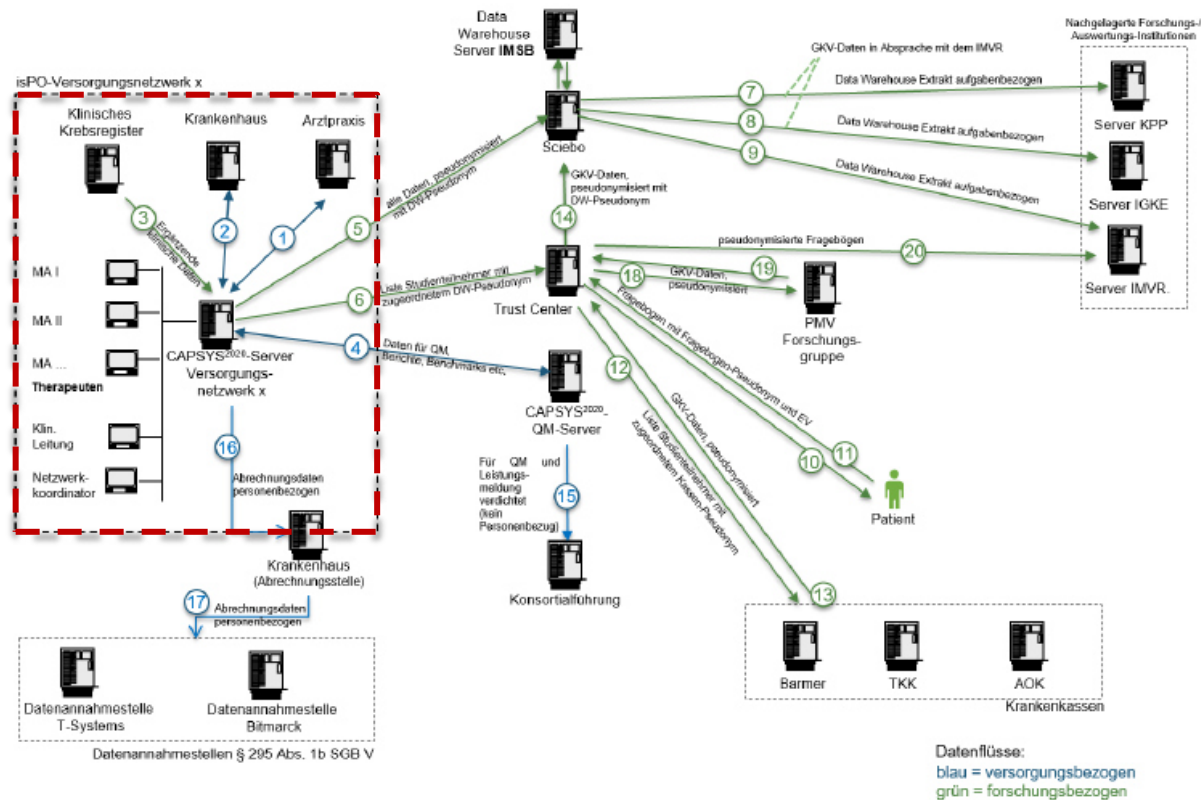 Data
Warehouse
Server IMSB
Nachgelagerte Forschungs-/
Auswertungs-Institutionen
GKV-Daten in Absprache mit dem IMVR
isPO-Versorgungsnetzwerk x
Klinisches
Krebsregister
Krankenhaus
Arztpraxis
7
Data Warehouse Extrakt aufgabenbezogen
8
Data Warehouse Extrakt aufgabenbezogen
9
Data Warehouse Extrakt aufgabenbezogen
Server KPP
Server IGKE
Server IMVR.
Sciebo
alle Daten, pseudonymisiert
mit DW-Pseudonym
5
GKV-Daten,
pseudonymisiert mit
DW-Pseudonym
14
3
Ergänzende
klinische Daten
2
1
pseudonymisierte Fragebögen
20
19
18
GKV-Daten,
pseudonymisiert
6
Liste Studienteilnehmer mit
zugeordnetem DW-Pseudonym
Trust Center
PMV
Forschungs-
gruppe
MA I
MA II
MA ...
Therapeuten
Klin.
Leitung
Netzwerk-
koordinator
CAPSYS2020-Server
Versorgungs-
netzwerk x
4
Daten für QM,
Berichte, Benchmarks etc,
CAPSYS2020-
QM-Server
12
Fragebögen mit Fragebogen-Pseudonym und EV
10
11
Patient
GKV-Daten, pseudonymisiert
Liste Studienteilnehmer mit
zugeordnetem Kassen-Pseudonym
13
16
Abrechnungsdaten
personenbezogen
Für QM und
Leistungs-
meldung
verdichtet
(kein
Personenbezug)
15
Konsortialführung
Krankenhaus
(Abrechnungsstelle)
17
Abrechnungsdaten
personenbezogen
Datenannahmestelle
T-Systems
Datenannahmestelle
Bitmarck
Datenannahmestellen § 295 Abs. 1b SGB V
Barmer
TKK
AOK
Krankenkassen
Datenflüsse:
blau = versorgungsbezogen
grün = forschungsbezogen